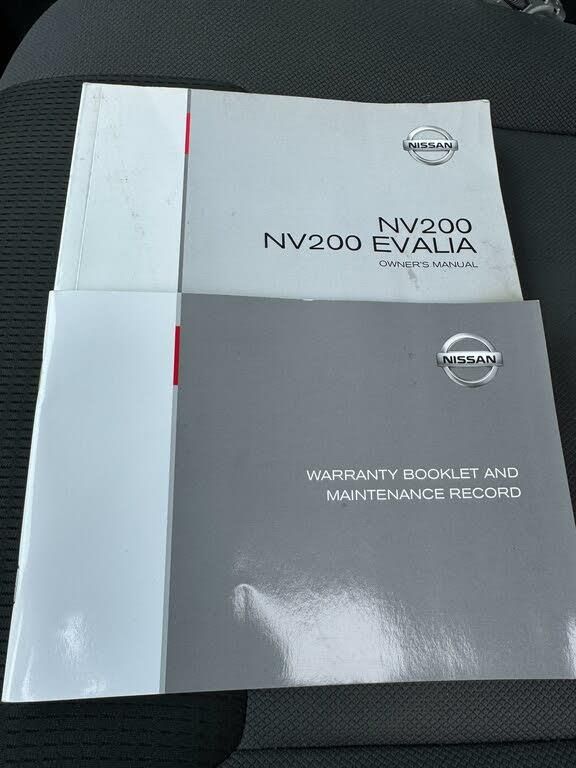 NISSAN
NV200
NV200 EVALIA
OWNER'S MANUAL
NISSAN
WARRANTY BOOKLET AND
MAINTENANCE RECORD